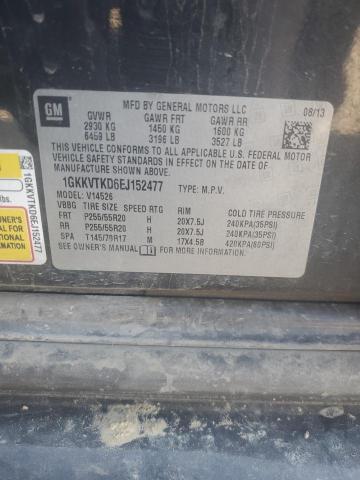 GM
MFD BY GENERAL MOTORS LLC
08/13
GVWR GAWR FRT GAWR RR
2930 KG 1450 KG 1600 KG
6459 LB 3196 LB 3527 LB
THIS VEHICLE CONFORMS TO ALL APPLICABLE U.S. FEDERAL MOTOR
VEHICLE SAFETY AND THEFT PREVENTION STANDARDS IN EFFECT ON THE DATE OF
MANUFACTURE SHOWN ABOVE.
1GKKVTKD6EJ152477 TYPE: M.P.V.
MODEL: V14526
VBBG TIRE SIZE SPEED RTG RIM COLD TIRE PRESSURE
FRT P255/55R20 H 20X7.5J 240KPA(35PSI)
RR P255/55R20 H 20X7.5J 240KPA(35PSI)
SPA T145/70R17 M 17X4.5B 420KPA(60PSI)
SEE OWNER'S MANUAL FOR MORE INFORMATION.
1GKKVTKD6EJ152477